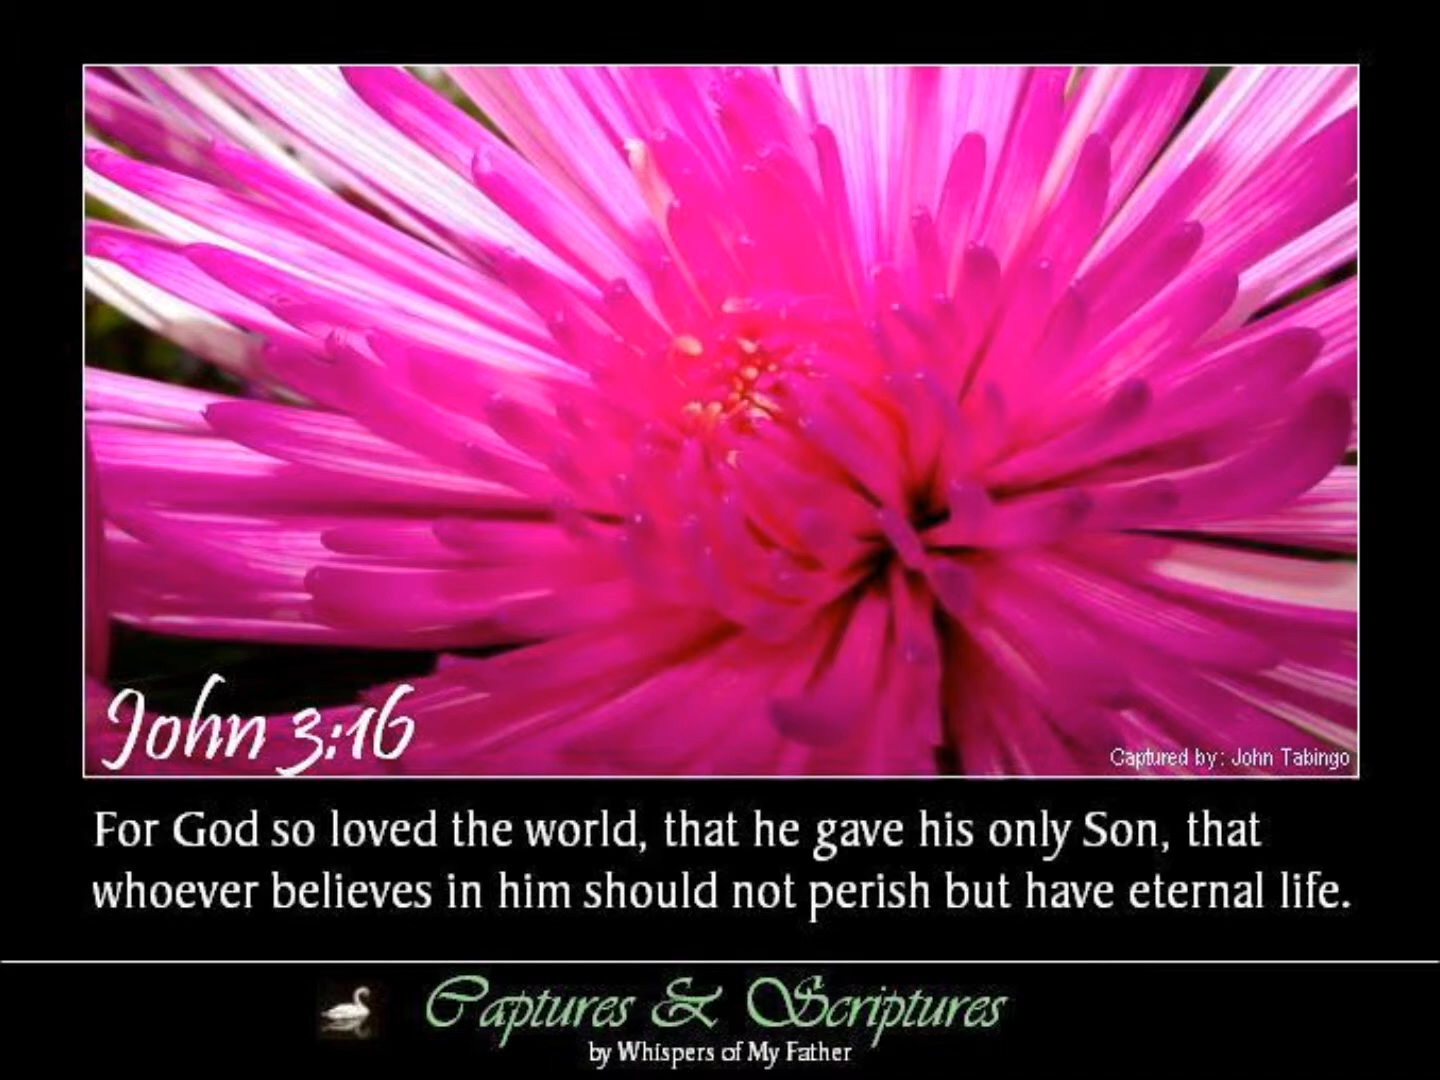 John 3:16
Captured by: John Tabingo
For God so loved the world, that he gave his only Son, that
whoever believes in him should not perish but have eternal life.
Captures & Scriptures
by Whispers of My Father